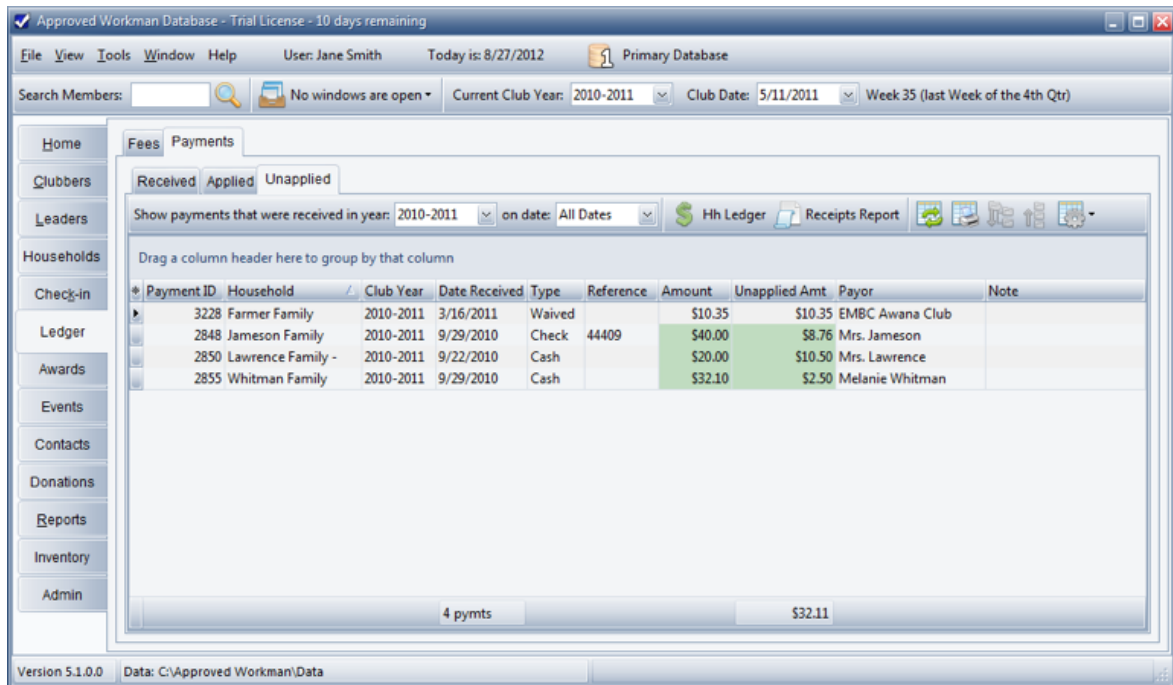 Approved Workman Database - Trial License - 10 days remaining
File View Tools Window Help User: Jane Smith Today is: 8/27/2012 1 Primary Database
Search Members: No windows are open Current Club Year: 2010-2011 Club Date: 5/11/2011 Week 35 (last Week of the 4th Qtr)
Home
Clubbers
Leaders
Households
Check-in
Ledger
Awards
Events
Contacts
Donations
Reports
Inventory
Admin
Fees Payments
Received Applied Unapplied
Show payments that were received in year: 2010-2011 on date: All Dates $ Hh Ledger Receipts Report
Drag a column header here to group by that column
Payment ID Household Club Year Date Received Type Reference Amount Unapplied Amt Payor Note
3228 Farmer Family 2010-2011 3/16/2011 Waived $10.35 $10.35 EMBC Awana Club
2848 Jameson Family 2010-2011 9/29/2010 Check 44409 $40.00 $8.76 Mrs. Jameson
2850 Lawrence Family - 2010-2011 9/22/2010 Cash $20.00 $10.50 Mrs. Lawrence
2855 Whitman Family 2010-2011 9/29/2010 Cash $32.10 $2.50 Melanie Whitman
4 pymts $32.11
Version 5.1.0.0 Data: C:\Approved Workman\Data